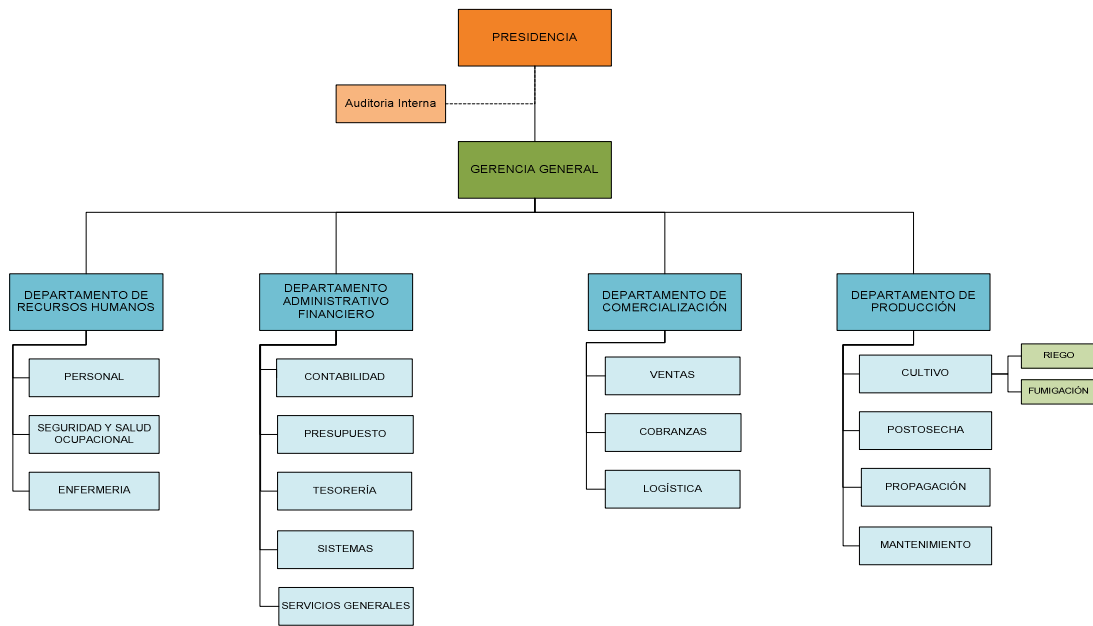 PRESIDENCIA
Auditoria Interna
GERENCIA GENERAL
DEPARTAMENTO DE
RECURSOS HUMANOS
PERSONAL
SEGURIDAD Y SALUD
OCUPACIONAL
ENFERMERIA
DEPARTAMENTO
ADMINISTRATIVO
FINANCIERO
CONTABILIDAD
PRESUPUESTO
TESORERÍA
SISTEMAS
SERVICIOS GENERALES
DEPARTAMENTO DE
COMERCIALIZACIÓN
VENTAS
COBRANZAS
LOGÍSTICA
DEPARTAMENTO DE
PRODUCCIÓN
CULTIVO
RIEGO
FUMIGACIÓN
POSTOSECHA
PROPAGACIÓN
MANTENIMIENTO